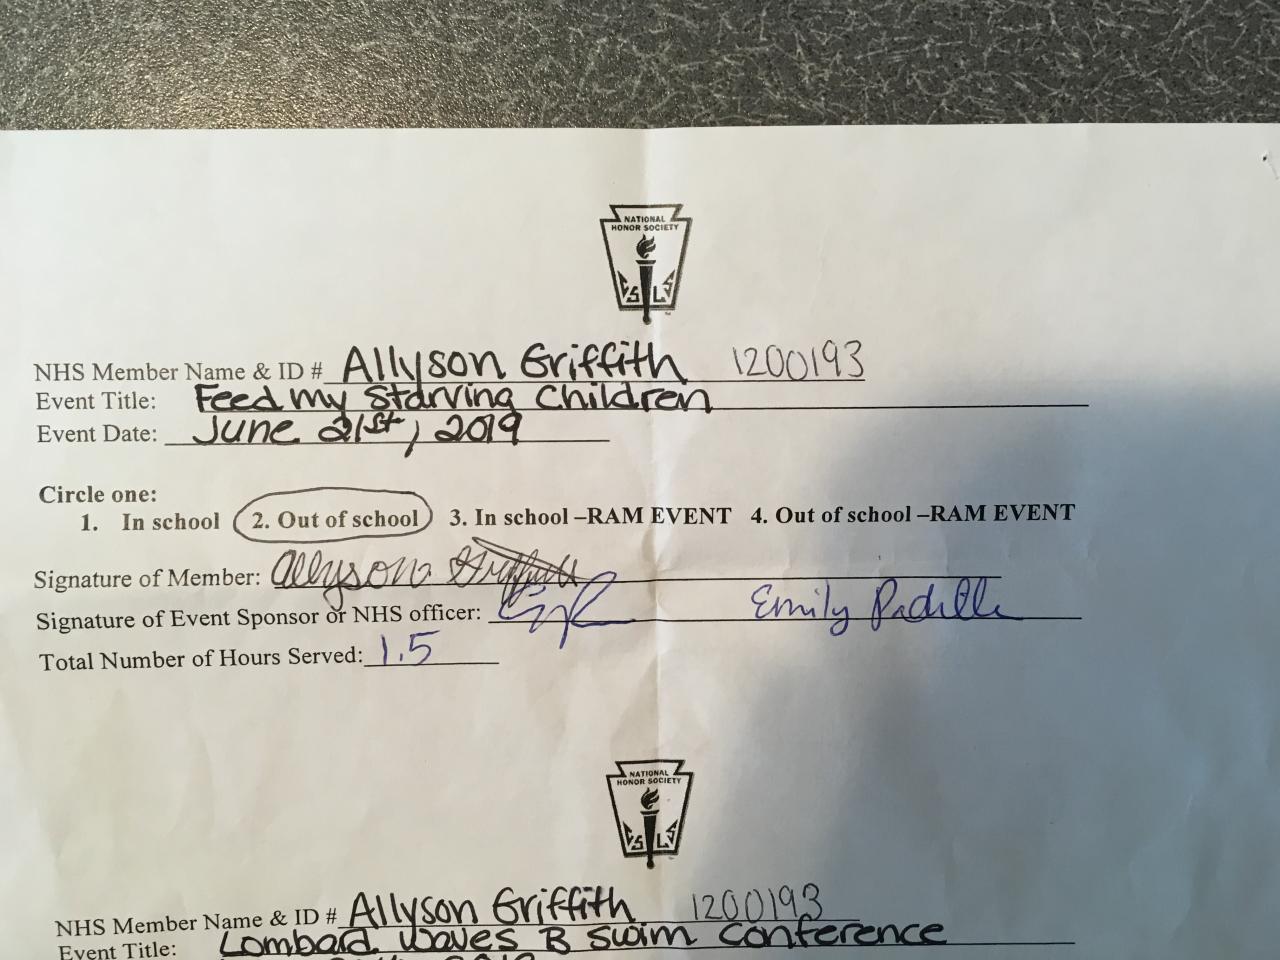 NATIONAL
HONOR SOCIETY
C S L S
NHS Member Name & ID # Allyson Griffith 1200193
Event Title: Feed my Starving Children
Event Date: June 21st, 2019
Circle one:
1. In school 2. Out of school 3. In school –RAM EVENT 4. Out of school –RAM EVENT
Signature of Member: Allyson Griffith
Signature of Event Sponsor or NHS officer: Emily Padilla
Total Number of Hours Served: 1.5
NATIONAL
HONOR SOCIETY
C S L S
NHS Member Name & ID # Allyson Griffith 1200193
Event Title: Lombard Waves B Swim Conference